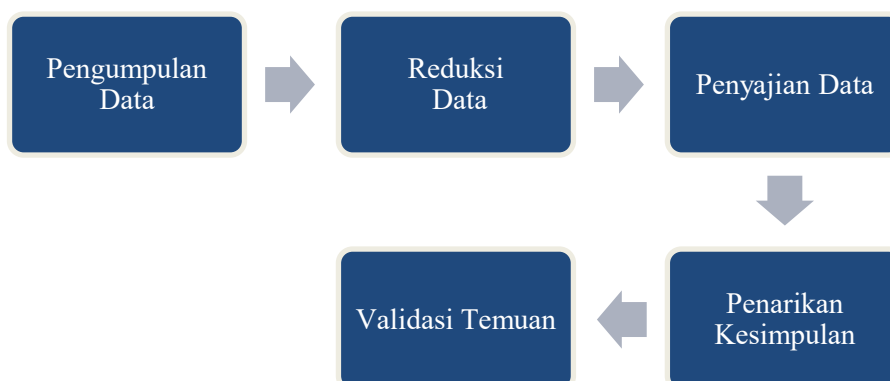 Pengumpulan
Data
Reduksi
Data
Penyajian Data
Penarikan
Kesimpulan
Validasi Temuan